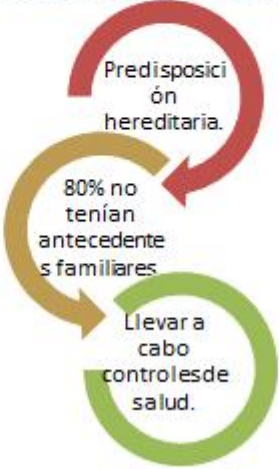 Predisposici
ón
hereditaria.
80% no
tenían
antecedente
s familiares
Llevar a
cabo
controlesde
salud.